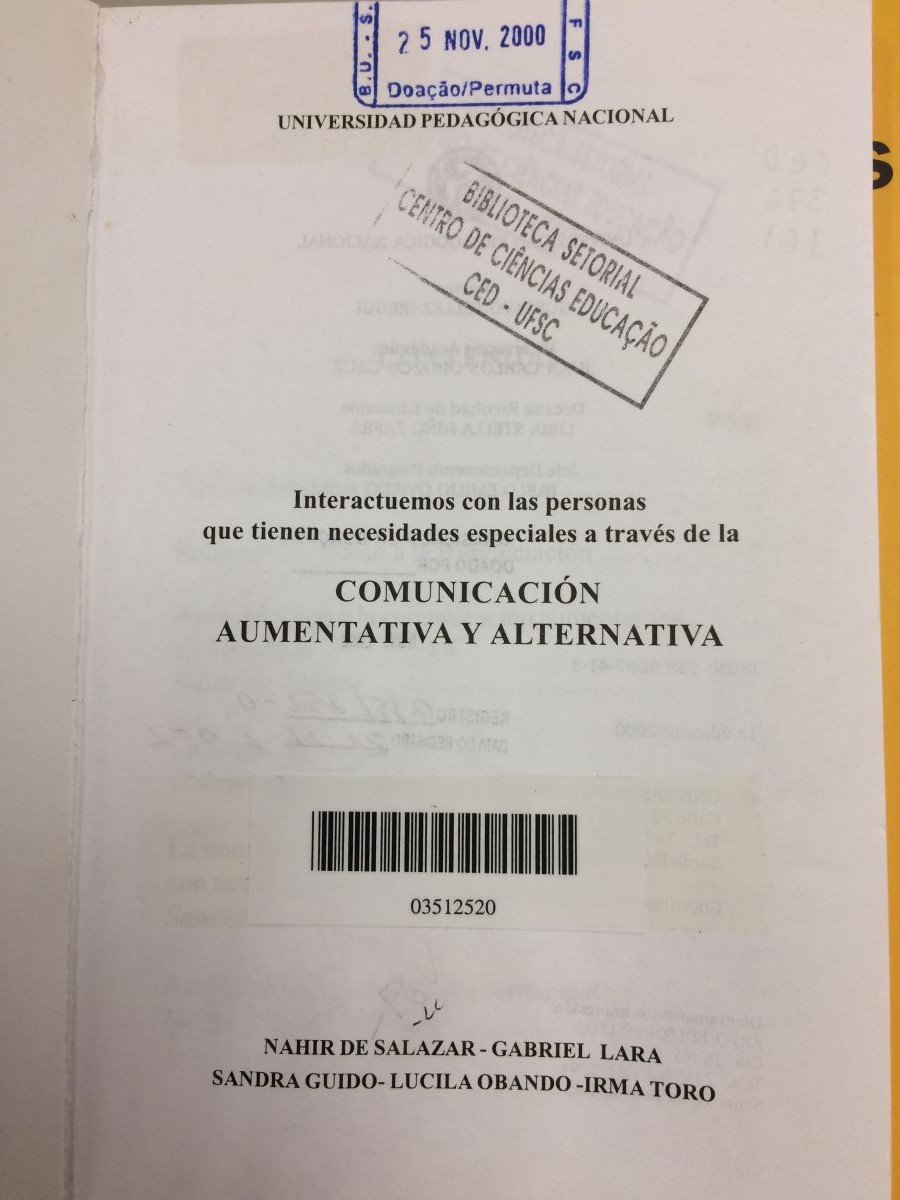 B.U. - S.
25 NOV. 2000
F S C
Doação/Permuta
UNIVERSIDAD PEDAGÓGICA NACIONAL
BIBLIOTECA SETORIAL
CENTRO DE CIÊNCIAS EDUCAÇÃO
CED - UFSC
Interactuemos con las personas
que tienen necesidades especiales a través de la
COMUNICACIÓN
AUMENTATIVA Y ALTERNATIVA
03512520
NAHIR DE SALAZAR - GABRIEL LARA
SANDRA GUIDO- LUCILA OBANDO -IRMA TORO